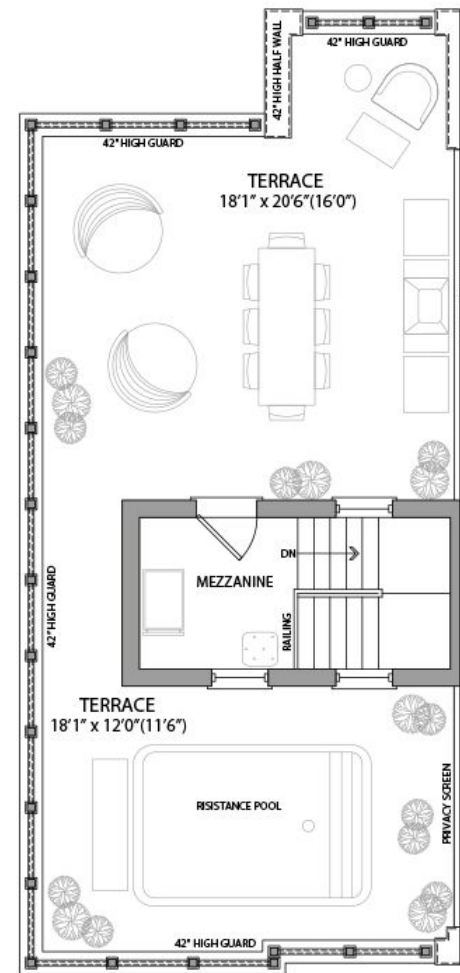 42" HIGH GUARD
42" HIGH HALF WALL
42" HIGH GUARD
TERRACE
18'1" x 20'6"(16'0")
DN
MEZZANINE
RAILING
42" HIGH GUARD
TERRACE
18'1" x 12'0"(11'6")
RISISTANCE POOL
PRIVACY SCREEN
42" HIGH GUARD